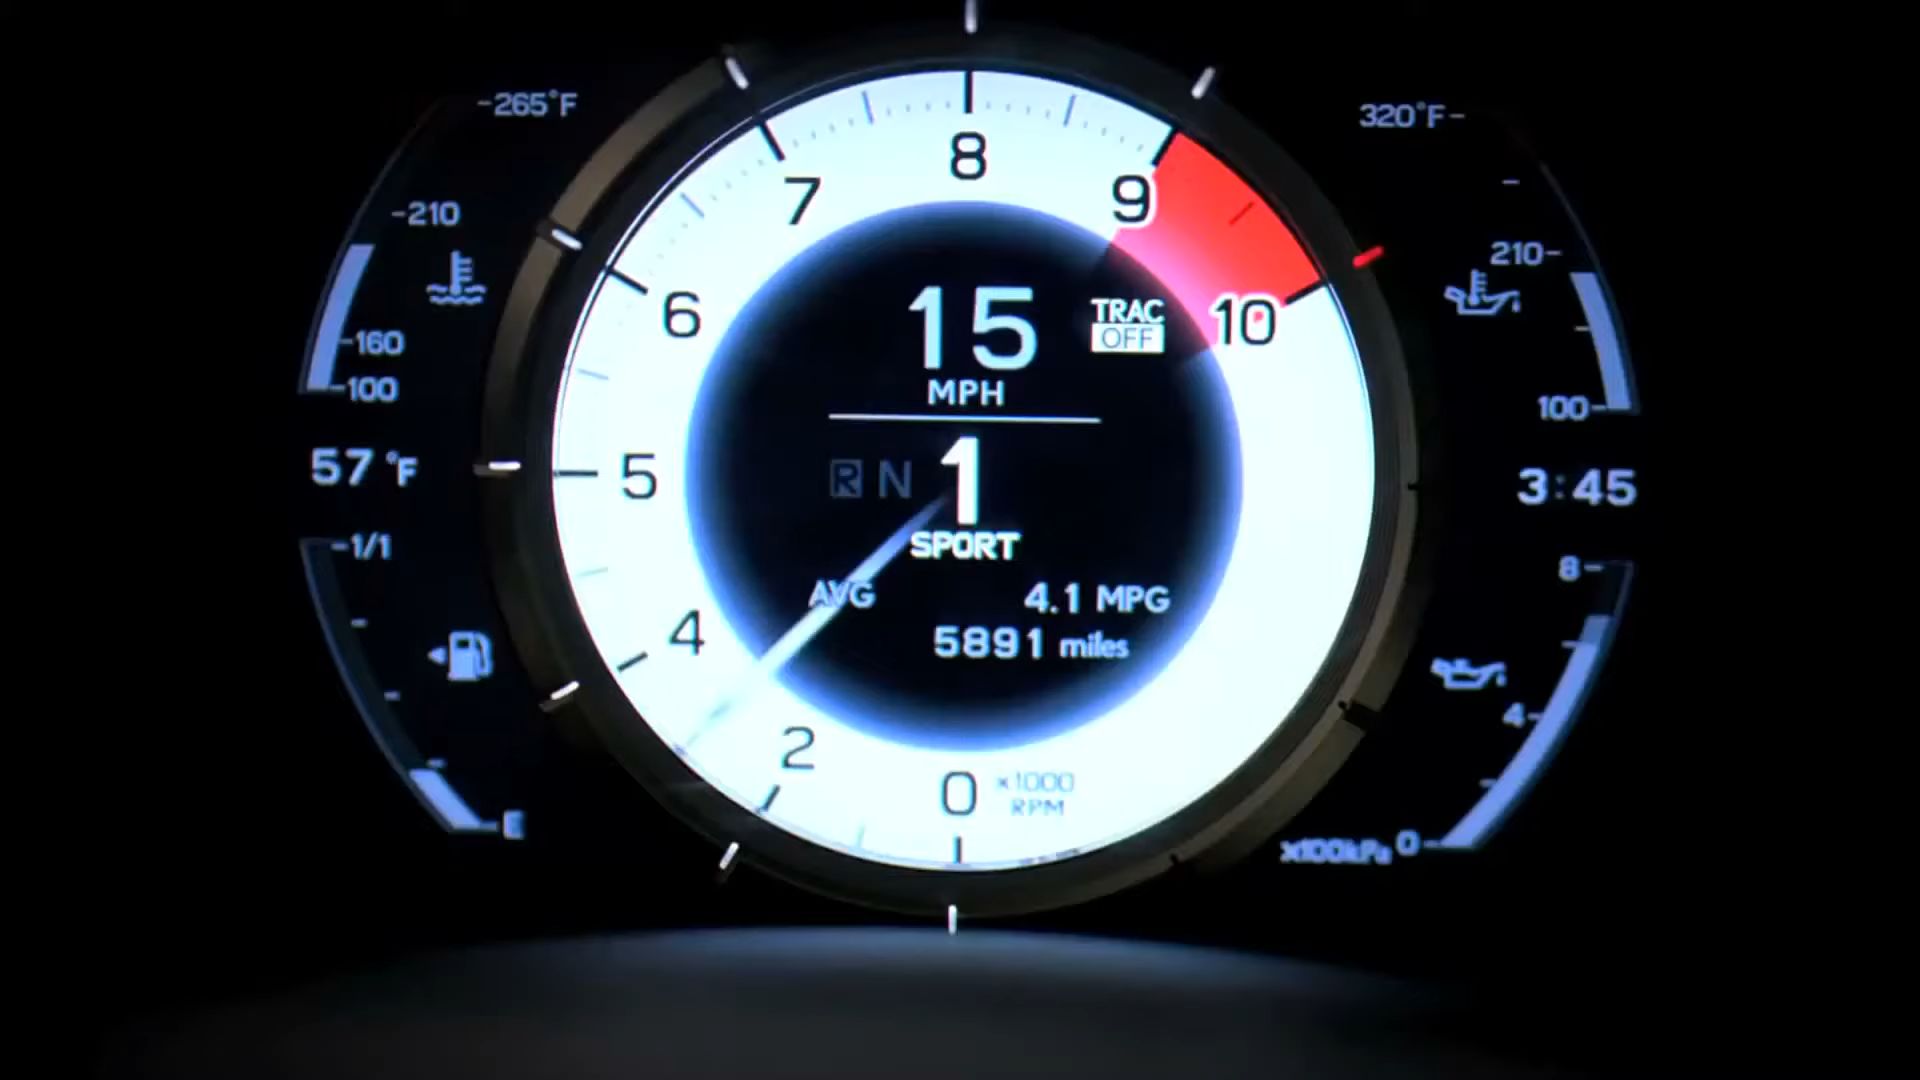 -265°F
-210
-160
-100
57 °F
-1/1
E
8
7
9
6
10
5
4
2
0
x1000
RPM
15
MPH
TRAC
OFF
R N 1
SPORT
AVG 4.1 MPG
5891 miles
320°F-
210-
100-
3:45
8-
4-
x100kPa 0-